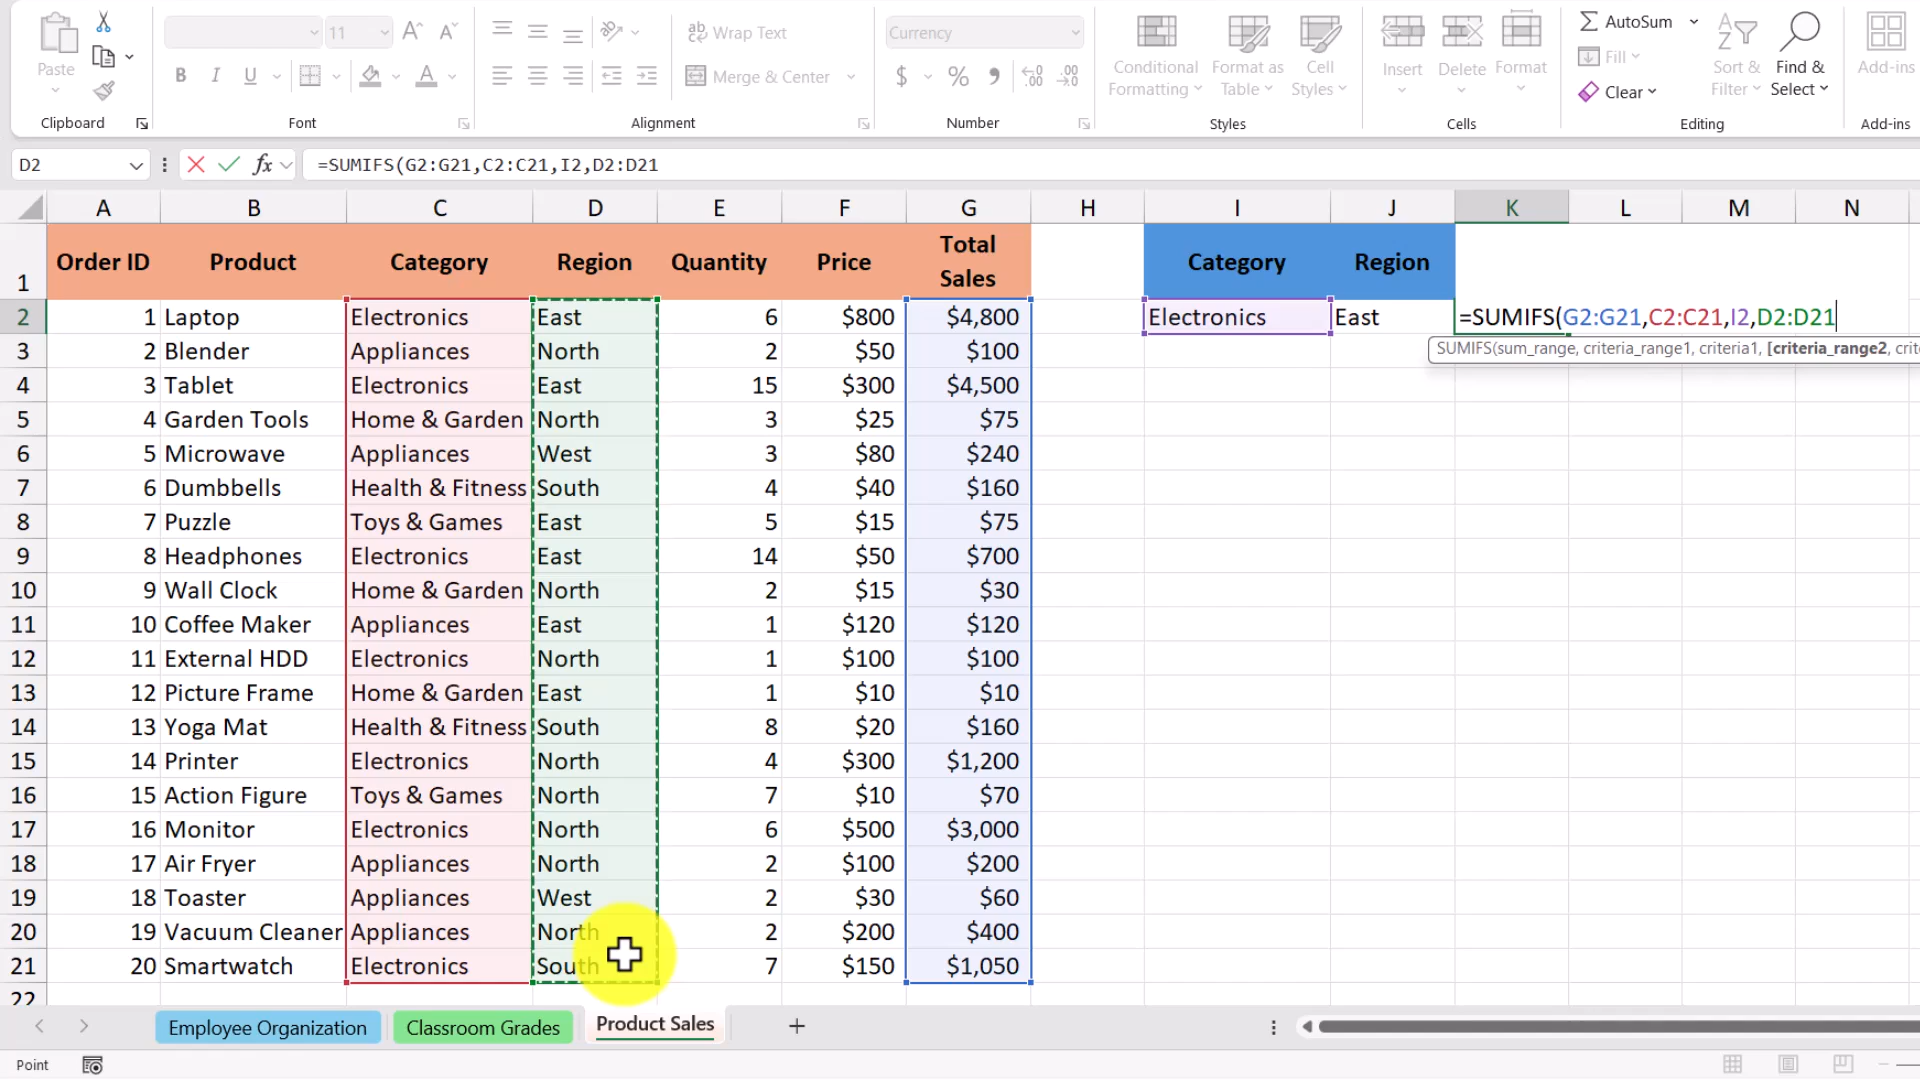 Paste
Clipboard
11
B I U
Font
Wrap Text
Merge & Center
Alignment
Currency
$ % 9
Number
Conditional Formatting
Format as Table
Cell Styles
Styles
Insert
Delete
Format
Cells
AutoSum
Fill
Clear
Sort & Filter
Find & Select
Editing
Add-ins
Add-ins
D2 fx =SUMIFS(G2:G21,C2:C21,I2,D2:D21
A B C D E F G H I J K L M N
1 Order ID Product Category Region Quantity Price Total Sales Category Region
2 1 Laptop Electronics East 6 $800 $4,800 Electronics East =SUMIFS(G2:G21,C2:C21,I2,D2:D21
SUMIFS(sum_range, criteria_range1, criteria1, [criteria_range2, crite
3 2 Blender Appliances North 2 $50 $100
4 3 Tablet Electronics East 15 $300 $4,500
5 4 Garden Tools Home & Garden North 3 $25 $75
6 5 Microwave Appliances West 3 $80 $240
7 6 Dumbbells Health & Fitness South 4 $40 $160
8 7 Puzzle Toys & Games East 5 $15 $75
9 8 Headphones Electronics East 14 $50 $700
10 9 Wall Clock Home & Garden North 2 $15 $30
11 10 Coffee Maker Appliances East 1 $120 $120
12 11 External HDD Electronics North 1 $100 $100
13 12 Picture Frame Home & Garden East 1 $10 $10
14 13 Yoga Mat Health & Fitness South 8 $20 $160
15 14 Printer Electronics North 4 $300 $1,200
16 15 Action Figure Toys & Games North 7 $10 $70
17 16 Monitor Electronics North 6 $500 $3,000
18 17 Air Fryer Appliances North 2 $100 $200
19 18 Toaster Appliances West 2 $30 $60
20 19 Vacuum Cleaner Appliances North 2 $200 $400
21 20 Smartwatch Electronics South 7 $150 $1,050
22
Employee Organization Classroom Grades Product Sales
Point